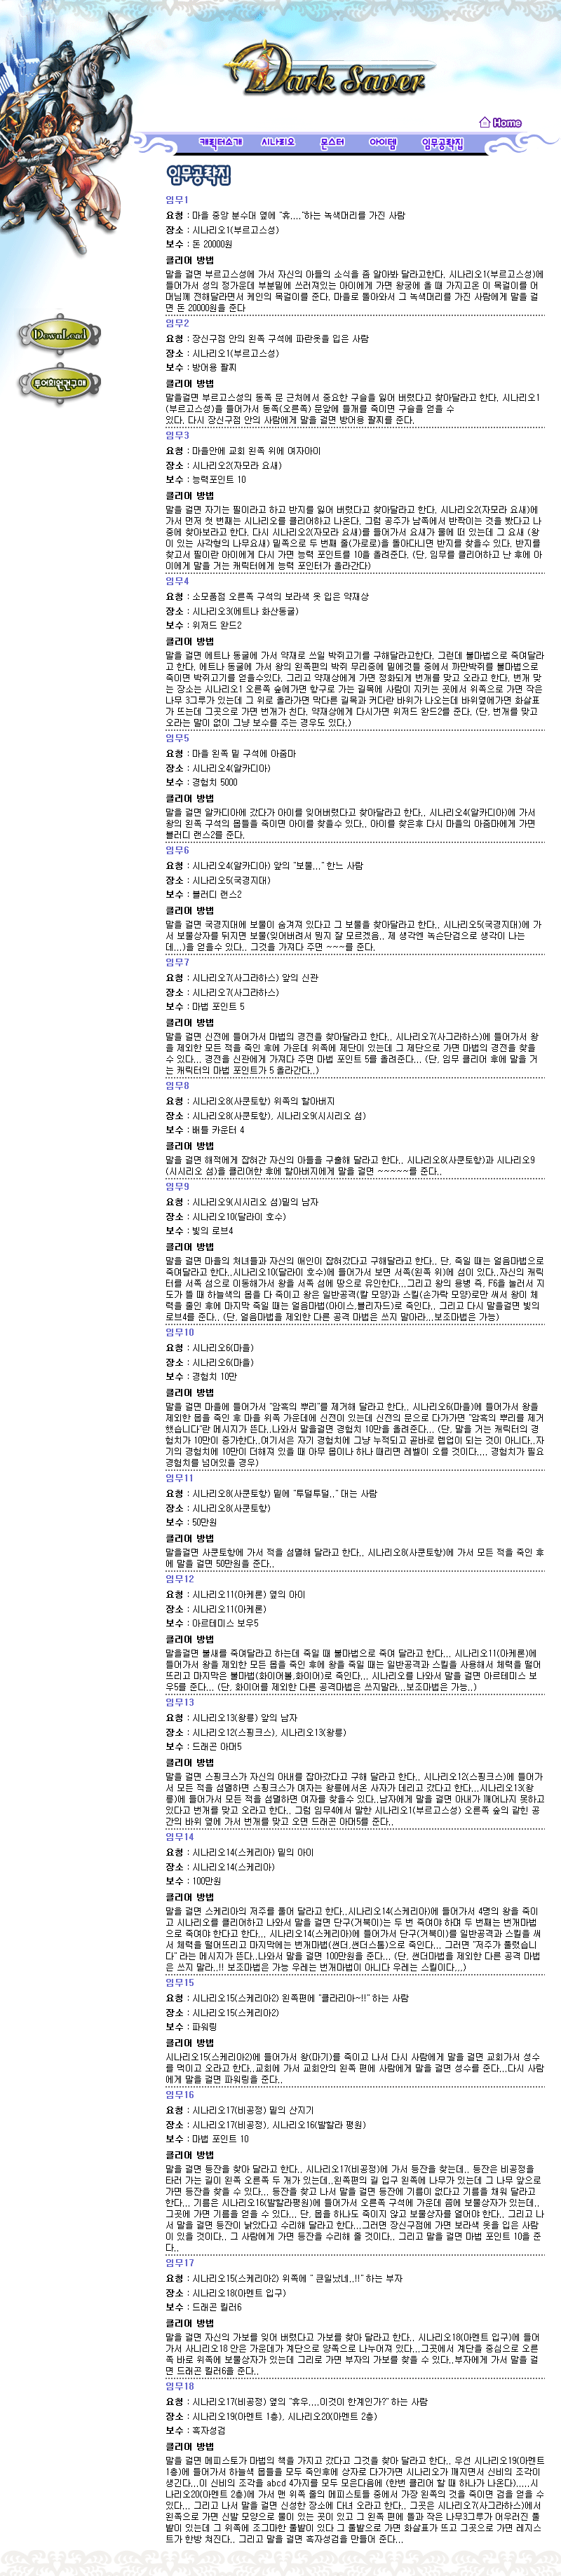 Dark Saver
Home
캐릭터소개 시나리오 몬스터 아이템 임무공략집
임무공략집
DownLoad
투어회원권구매
임무1
요청 : 마을 중앙 분수대 옆에 "휴...."하는 녹색머리를 가진 사람
장소 : 시나리오1(부르고스성)
보수 : 돈 20000원
클리어 방법
말을 걸면 부르고스성에 가서 자신의 아들의 소식을 좀 알아봐 달라고한다. 시나리오1(부르고스성)에
들어가서 성의 정가운데 부분밑에 쓰러져있는 아이에게 가면 왕궁에 올 때 가지고온 이 목걸이를 어
머님께 전해달라면서 케인의 목걸이를 준다. 마을로 돌아와서 그 녹색머리를 가진 사람에게 말을 걸
면 돈 20000원을 준다
임무2
요청 : 장신구점 안의 왼쪽 구석에 파란옷을 입은 사람
장소 : 시나리오1(부르고스성)
보수 : 방어용 팔찌
클리어 방법
말을걸면 부르고스성의 동쪽 문 근처에서 중요한 구슬을 잃어 버렸다고 찾아달라고 한다. 시나리오1
(부르고스성)을 들어가서 동쪽(오른쪽) 문앞에 들개를 죽이면 구슬을 얻을 수
있다. 다시 장신구점 안의 사람에게 말을 걸면 방어용 팔찌를 준다.
임무3
요청 : 마을안에 교회 왼쪽 위에 여자아이
장소 : 시나리오2(자모라 요새)
보수 : 능력포인트 10
클리어 방법
말을 걸면 자기는 필이라고 하고 반지를 잃어 버렸다고 찾아달라고 한다. 시나리오2(자모라 요새)에
가서 먼저 첫 번째는 시나리오를 클리어하고 나온다. 그럼 공주가 남쪽에서 반짝이는 것을 봤다고 나
중에 찾아보라고 한다. 다시 시나리오2(자모라 요새)를 들어가서 요새가 물에 떠 있는데 그 요새 (왕
이 있는 사각형의 나무요새) 밑쪽으로 두 번째 줄(가로로)을 돌아다니면 반지를 찾을수 있다. 반지를
찾고서 필이란 아이에게 다시 가면 능력 포인트를 10을 올려준다. (단, 임무를 클리어하고 난 후에 아
이에게 말을 거는 캐릭터에게 능력 포인터가 올라간다)
임무4
요청 : 소모품점 오른쪽 구석의 보라색 옷 입은 약재상
장소 : 시나리오3(에트나 화산동굴)
보수 : 위저드 완드2
클리어 방법
말을 걸면 에트나 동굴에 가서 약재로 쓰일 박쥐고기를 구해달라고한다. 그런데 불마법으로 죽여달라
고 한다. 에트나 동굴에 가서 왕의 왼쪽편의 박쥐 무리중에 밑에것들 중에서 까만박쥐를 불마법으로
죽이면 박쥐고기를 얻을수있다. 그리고 약재상에게 가면 정화되게 번개를 맞고 오라고 한다. 번개 맞
는 장소는 시나리오1 오른쪽 숲에가면 항구로 가는 길목에 사람이 지키는 곳에서 위쪽으로 가면 작은
나무 3그루가 있는데 그 위로 올라가면 막다른 길목과 커다란 바위가 나오는데 바위옆에가면 화살표
가 뜨는데 그곳으로 가면 번개가 친다. 약재상에게 다시가면 위저드 완드2를 준다. (단, 번개를 맞고
오라는 말이 없이 그냥 보수를 주는 경우도 있다.)
임무5
요청 : 마을 왼쪽 밑 구석에 아줌마
장소 : 시나리오4(알카디아)
보수 : 경험치 5000
클리어 방법
말을 걸면 알카디아에 갔다가 아이를 잊어버렸다고 찾아달라고 한다.. 시나리오4(알카디아)에 가서
왕의 왼쪽 구석의 몹들을 죽이면 아이를 찾을수 있다.. 아이를 찾은후 다시 마을의 아줌마에게 가면
블러디 랜스2를 준다.
임무6
요청 : 시나리오4(알카디아) 앞의 "보물..." 한느 사람
장소 : 시나리오5(국경지대)
보수 : 블러디 랜스2
클리어 방법
말을 걸면 국경지대에 보물이 숨겨져 있다고 그 보물을 찾아달라고 한다.. 시나리오5(국경지대)에 가
서 보물상자를 뒤지면 보물(잊어버려서 뭔지 잘 모르겠음.. 제 생각엔 녹슨단검으로 생각이 나는
데...)을 얻을수 있다.. 그것을 가져다 주면 ~~~를 준다.
임무7
요청 : 시나리오7(사그라하스) 앞의 신관
장소 : 시나리오7(사그라하스)
보수 : 마법 포인트 5
클리어 방법
말을 걸면 신전에 들어가서 마법의 경전을 찾아달라고 한다.. 시나리오7(사그라하스)에 들어가서 왕
을 제외한 모든 적을 죽인 후에 가운데 위쪽에 제단이 있는데 그 제단으로 가면 마법의 경전을 찾을
수 있다... 경전을 신관에게 가져다 주면 마법 포인트 5를 올려준다... (단, 임무 클리어 후에 말을 거
는 캐릭터의 마법 포인트가 5 올라간다..)
임무8
요청 : 시나리오8(사쿤토항) 위쪽의 할아버지
장소 : 시나리오8(사쿤토항), 시나리오9(시시리오 섬)
보수 : 배틀 카운터 4
클리어 방법
말을 걸면 해적에게 잡혀간 자신의 아들을 구출해 달라고 한다.. 시나리오8(사쿤토항)과 시나리오9
(시시리오 섬)을 클리어한 후에 할아버지에게 말을 걸면 ~~~~~를 준다..
임무9
요청 : 시나리오9(시시리오 섬)밑의 남자
장소 : 시나리오10(달라이 호수)
보수 : 빛의 로브4
클리어 방법
말을 걸면 마을의 처녀들과 자신의 애인이 잡혀갔다고 구해달라고 한다.. 단, 죽일 때는 얼음마법으로
죽여달라고 한다..시나리오10(달라이 호수)에 들어가서 보면 서쪽(왼쪽 위)에 섬이 있다..자신의 캐릭
터를 서쪽 섬으로 이동해가서 왕을 서쪽 섬에 땅으로 유인한다...그리고 왕의 용병 즉, F6을 눌러서 지
도가 뜰 때 하늘색의 몹을 다 죽이고 왕은 일반공격(칼 모양)과 스킬(손가락 모양)로만 써서 왕이 체
력을 줄인 후에 마지막 죽일 때는 얼음마법(아이스,블리자드)로 죽인다.. 그리고 다시 말을걸면 빛의
로브4를 준다.. (단, 얼음마법을 제외한 다른 공격 마법은 쓰지 말아라...보조마법은 가능)
임무10
요청 : 시나리오6(마을)
장소 : 시나리오6(마을)
보수 : 경험치 10만
클리어 방법
말을 걸면 마을에 들어가서 "암흑의 뿌리"를 제거해 달라고 한다.. 시나리오6(마을)에 들어가서 왕을
제외한 몹을 죽인 후 마을 위쪽 가운데에 신전이 있는데 신전의 문으로 다가가면 "암흑의 뿌리를 제거
했습니다"란 메시지가 뜬다..나와서 말을걸면 경험치 10만을 올려준다... (단, 말을 거는 캐릭터의 경
험치가 10만이 증가한다..여기서은 자기 경험치에 그냥 누적되고 곧바로 렙업이 되는 것이 아니다..자
기의 경험치에 10만이 더해져 있을 때 아무 몹이나 하나 때리면 레벨이 오를 것이다.... 경험치가 필요
경험치를 넘어있을 경우)
임무11
요청 : 시나리오8(사쿤토항) 밑에 "투덜투덜.." 대는 사람
장소 : 시나리오8(사쿤토항)
보수 : 50만원
클리어 방법
말을걸면 사쿤토항에 가서 적을 섬멸해 달라고 한다.. 시나리오8(사쿤토항)에 가서 모든 적을 죽인 후
에 말을 걸면 50만원을 준다..
임무12
요청 : 시나리오11(아케론) 옆의 아이
장소 : 시나리오11(아케론)
보수 : 아르테미스 보우5
클리어 방법
말을걸면 불새를 죽여달라고 하는데 죽일 때 불마법으로 죽여 달라고 한다... 시나리오11(아케론)에
들어가서 왕을 제외한 모든 몹을 죽인 후에 왕을 죽일 때는 일반공격과 스킬을 사용해서 체력을 떨어
뜨리고 마지막은 불마법(화이어볼,화이어)로 죽인다... 시나리오를 나와서 말을 걸면 아르테미스 보
우5를 준다... (단, 화이어를 제외한 다른 공격마법은 쓰지말라...보조마법은 가능..)
임무13
요청 : 시나리오13(왕릉) 앞의 남자
장소 : 시나리오12(스핑크스), 시나리오13(왕릉)
보수 : 드래곤 아머5
클리어 방법
말을 걸면 스핑크스가 자신의 아내를 잡아갔다고 구해 달라고 한다.. 시나리오12(스핑크스)에 들어가
서 모든 적을 섬멸하면 스핑크스가 여자는 왕릉에서온 사자가 데리고 갔다고 한다...시나리오13(왕
릉)에 들어가서 모든 적을 섬멸하면 여자를 찾을수 있다..남자에게 말을 걸면 아내가 깨어나지 못하고
있다고 번개를 맞고 오라고 한다.. 그럼 임무4에서 말한 시나리오1(부르고스성) 오른쪽 숲의 갈힌 공
간의 바위 옆에 가서 번개를 맞고 오면 드래곤 아머5를 준다..
임무14
요청 : 시나리오14(스케리아) 밑의 아이
장소 : 시나리오14(스케리아)
보수 : 100만원
클리어 방법
말을 걸면 스케리아의 저주를 풀어 달라고 한다..시나리오14(스케리아)에 들어가서 4명의 왕을 죽이
고 시나리오를 클리어하고 나와서 말을 걸면 단구(거북이)는 두 번 죽여야 하며 두 번째는 번개마법
으로 죽여야 한다고 한다... 시나리오14(스케리아)에 들어가서 단구(거북이)를 일반공격과 스킬을 써
서 체력을 떨어뜨리고 마지막에는 번개마법(썬더,썬더스톰)으로 죽인다... 그러면 "저주가 풀렸습니
다" 라는 메시지가 뜬다..나와서 말을 걸면 100만원을 준다... (단, 썬더마법을 제외한 다른 공격 마법
은 쓰지 말라..!! 보조마법은 가능 우레는 번개마법이 아니다 우레는 스킬이다...)
임무15
요청 : 시나리오15(스케리아2) 왼쪽편에 "클라리아~!!" 하는 사람
장소 : 시나리오15(스케리아2)
보수 : 파워링
클리어 방법
시나리오15(스케리아2)에 들어가서 왕(마기)를 죽이고 나서 다시 사람에게 말을 걸면 교회가서 성수
를 먹이고 오라고 한다..교회에 가서 교회안의 왼쪽 편에 사람에게 말을 걸면 성수를 준다...다시 사람
에게 말을 걸면 파워링을 준다..
임무16
요청 : 시나리오17(비공정) 밑의 산지기
장소 : 시나리오17(비공정), 시나리오16(발할라 평원)
보수 : 마법 포인트 10
클리어 방법
말을 걸면 등잔을 찾아 달라고 한다.. 시나리오17(비공정)에 가서 등잔을 찾는데.. 등잔은 비공정을
타러 가는 길이 왼쪽 오른쪽 두 개가 있는데..왼쪽편의 길 입구 왼쪽에 나무가 있는데 그 나무 앞으로
가면 등잔을 찾을 수 있다... 등잔을 찾고 나서 말을 걸면 등잔에 기름이 없다고 기름을 채워 달라고
한다... 기름은 시나리오16(발할라평원)에 들어가서 오른쪽 구석에 가운데 쯤에 보물상자가 있는데..
그곳에 가면 기름을 얻을 수 있다... 단, 몹을 하나도 죽이지 않고 보물상자를 열어야 한다.. 그리고 나
서 말을 걸면 등잔이 낡았다고 수리해 달라고 한다...그러면 장신구점에 가면 보라색 옷을 입은 사람
이 있을 것이다.. 그 사람에게 가면 등잔을 수리해 줄 것이다.. 그리고 말을 걸면 마법 포인트 10을 준
다..
임무17
요청 : 시나리오15(스케리아2) 위쪽에 " 큰일났네..!!" 하는 부자
장소 : 시나리오18(아멘트 입구)
보수 : 드래곤 킬러6
클리어 방법
말을 걸면 자신의 가보를 잊어 버렸다고 가보를 찾아 달라고 한다.. 시나리오18(아멘트 입구)에 들어
가서 시나리오18 안은 가운데가 계단으로 양쪽으로 나누어져 있다...그곳에서 계단을 중심으로 오른
쪽 바로 위쪽에 보물상자가 있는데 그리로 가면 부자의 가보를 찾을 수 있다..부자에게 가서 말을 걸
면 드래곤 킬러6을 준다..
임무18
요청 : 시나리오17(비공정) 옆의 "휴우....이것이 한계인가?" 하는 사람
장소 : 시나리오19(아멘트 1층), 시나리오20(아멘트 2층)
보수 : 흑자성검
클리어 방법
말을 걸면 메피스토가 마법의 책을 가지고 갔다고 그것을 찾아 달라고 한다.. 우선 시나리오19(아멘트
1층)에 들어가서 하늘색 몹들을 모두 죽인후에 상자로 다가가면 시나리오가 깨지면서 신비의 조각이
생긴다...이 신비의 조각을 abcd 4가지를 모두 모은다음에 (한번 클리어 할 때 하나가 나온다).....시
나리오20(아멘트 2층)에 가서 맨 위쪽 줄의 메피스토들 중에서 가장 왼쪽의 것을 죽이면 검을 얻을 수
있다... 그리고 나서 말을 걸면 신성한 장소에 다녀 오라고 한다.. 그곳은 시나리오7(사그라하스)에서
왼쪽으로 가면 신발 모양으로 물이 있는 곳이 있고 그 왼쪽 편에 돌과 작은 나무3그루가 어우러진 풀
밭이 있는데 그 위쪽에 조그마한 풀밭이 있다 그 풀밭으로 가면 화살표가 뜨고 그곳으로 가면 레지스
트가 한방 쳐진다.. 그리고 말을 걸면 흑자성검을 만들어 준다...